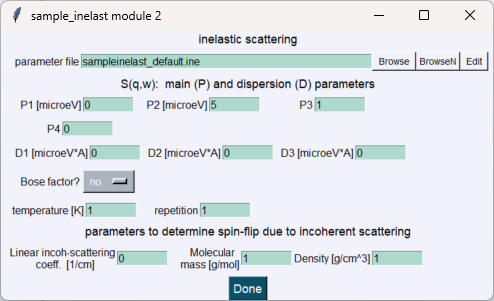 sample_inelast module 2
inelastic scattering
parameter file sampleinelast_default.ine Browse BrowseN Edit
S(q,w): main (P) and dispersion (D) parameters
P1 [microeV] 0 P2 [microeV] 5 P3 1
P4 0
D1 [microeV*A] 0 D2 [microeV*A] 0 D3 [microeV*A] 0
Bose factor? no
temperature [K] 1 repetition 1
parameters to determine spin-flip due to incoherent scattering
Linear incoh-scattering coeff. [1/cm] 0 Molecular mass [g/mol] 1 Density [g/cm^3] 1
Done